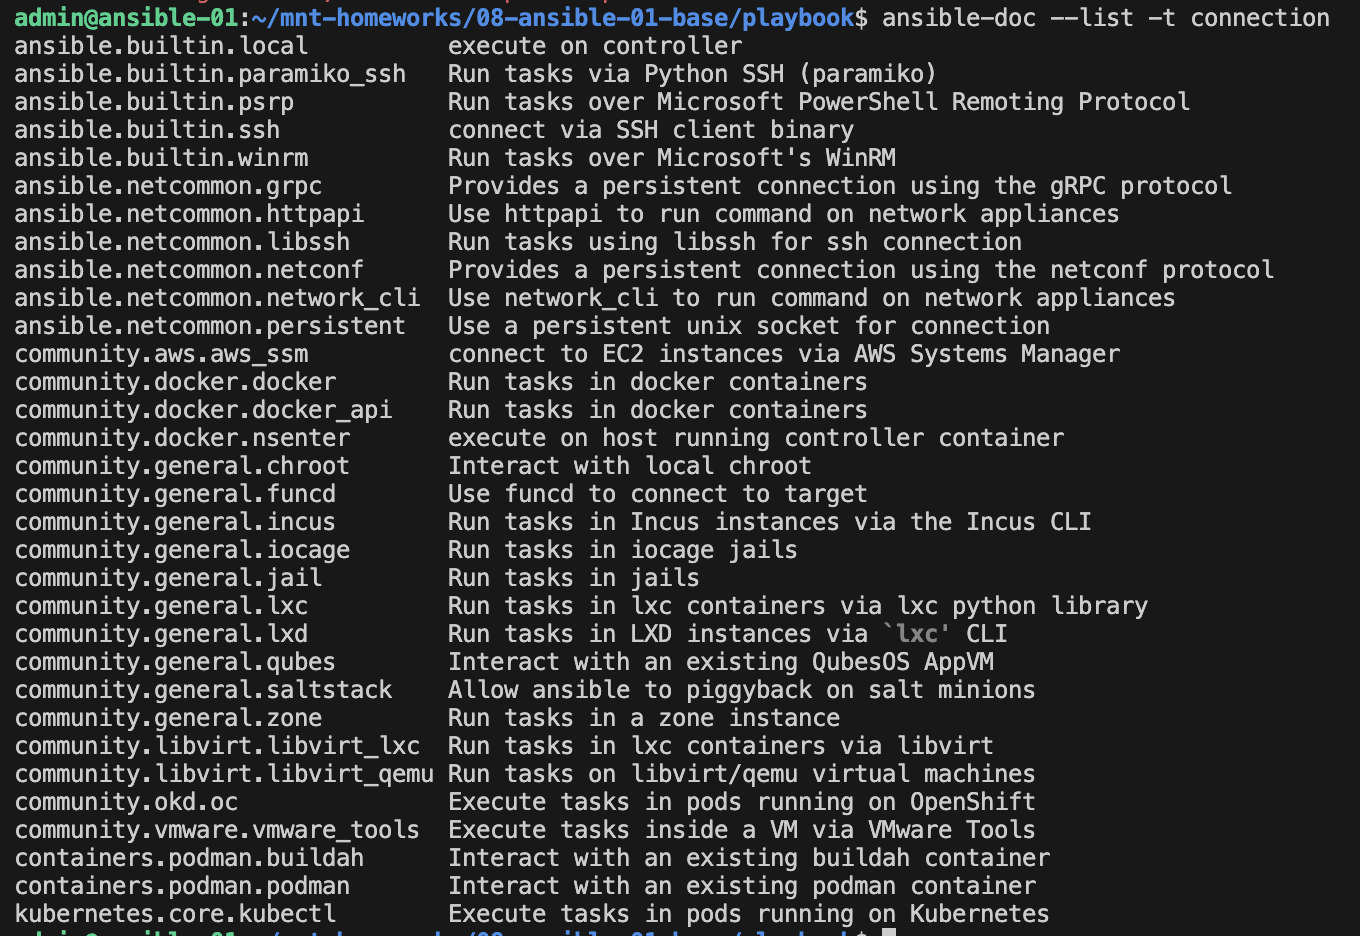 admin@ansible-01:~/mnt-homeworks/08-ansible-01-base/playbook$ ansible-doc --list -t connection
ansible.builtin.local          execute on controller
ansible.builtin.paramiko_ssh   Run tasks via Python SSH (paramiko)
ansible.builtin.psrp           Run tasks over Microsoft PowerShell Remoting Protocol
ansible.builtin.ssh            connect via SSH client binary
ansible.builtin.winrm          Run tasks over Microsoft's WinRM
ansible.netcommon.grpc         Provides a persistent connection using the gRPC protocol
ansible.netcommon.httpapi      Use httpapi to run command on network appliances
ansible.netcommon.libssh       Run tasks using libssh for ssh connection
ansible.netcommon.netconf      Provides a persistent connection using the netconf protocol
ansible.netcommon.network_cli  Use network_cli to run command on network appliances
ansible.netcommon.persistent   Use a persistent unix socket for connection
community.aws.aws_ssm          connect to EC2 instances via AWS Systems Manager
community.docker.docker        Run tasks in docker containers
community.docker.docker_api    Run tasks in docker containers
community.docker.nsenter       execute on host running controller container
community.general.chroot       Interact with local chroot
community.general.funcd        Use funcd to connect to target
community.general.incus        Run tasks in Incus instances via the Incus CLI
community.general.iocage       Run tasks in iocage jails
community.general.jail         Run tasks in jails
community.general.lxc          Run tasks in lxc containers via lxc python library
community.general.lxd          Run tasks in LXD instances via `lxc' CLI
community.general.qubes        Interact with an existing QubesOS AppVM
community.general.saltstack    Allow ansible to piggyback on salt minions
community.general.zone         Run tasks in a zone instance
community.libvirt.libvirt_lxc  Run tasks in lxc containers via libvirt
community.libvirt.libvirt_qemu Run tasks on libvirt/qemu virtual machines
community.okd.oc               Execute tasks in pods running on OpenShift
community.vmware.vmware_tools  Execute tasks inside a VM via VMware Tools
containers.podman.buildah      Interact with an existing buildah container
containers.podman.podman       Interact with an existing podman container
kubernetes.core.kubectl        Execute tasks in pods running on Kubernetes
admin@ansible-01:~/mnt-homeworks/08-ansible-01-base/playbook$